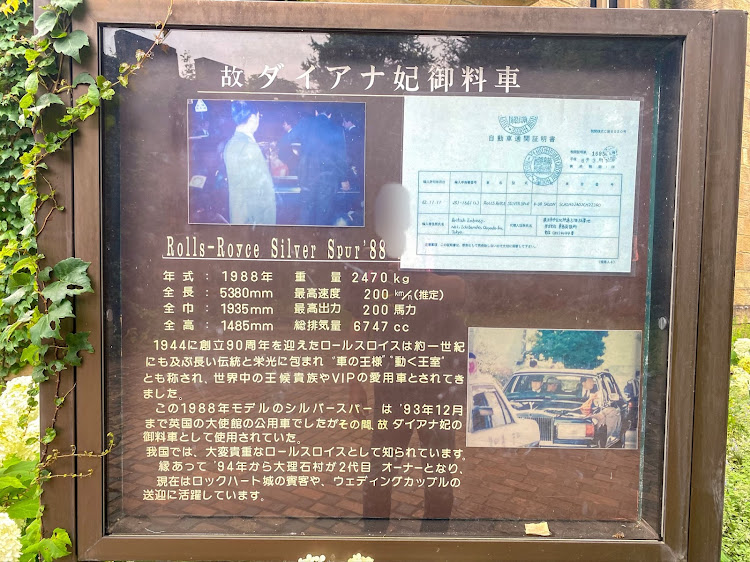 故 ダイアナ妃御料車
自動車通関証明書
Rolls-Royce Silver Spur '88
年 式 : 1988年 重 量 2470kg
全 長 : 5380mm 最高速度 200km/h(推定)
全 巾 : 1935mm 最高出力 200馬力
全 高 : 1485mm 総排気量 6747cc
1944に創立90周年を迎えたロールスロイスは約一世紀
にも及ぶ長い伝統と栄光に包まれ "車の王様" "動く王室"
とも称され、世界中の王候貴族やVIPの愛用車とされてき
ました。
この1988年モデルのシルバースパー は '93年12月
まで英国の大使館の公用車でしたがその間、故 ダイアナ妃の
御料車として使用されていた。
我国では、大変貴重なロールスロイスとして知られています。
縁あって '94年から大理石村が2代目 オーナーとなり、
現在はロックハート城の賓客や、ウェディングカップルの
送迎に活躍しています。